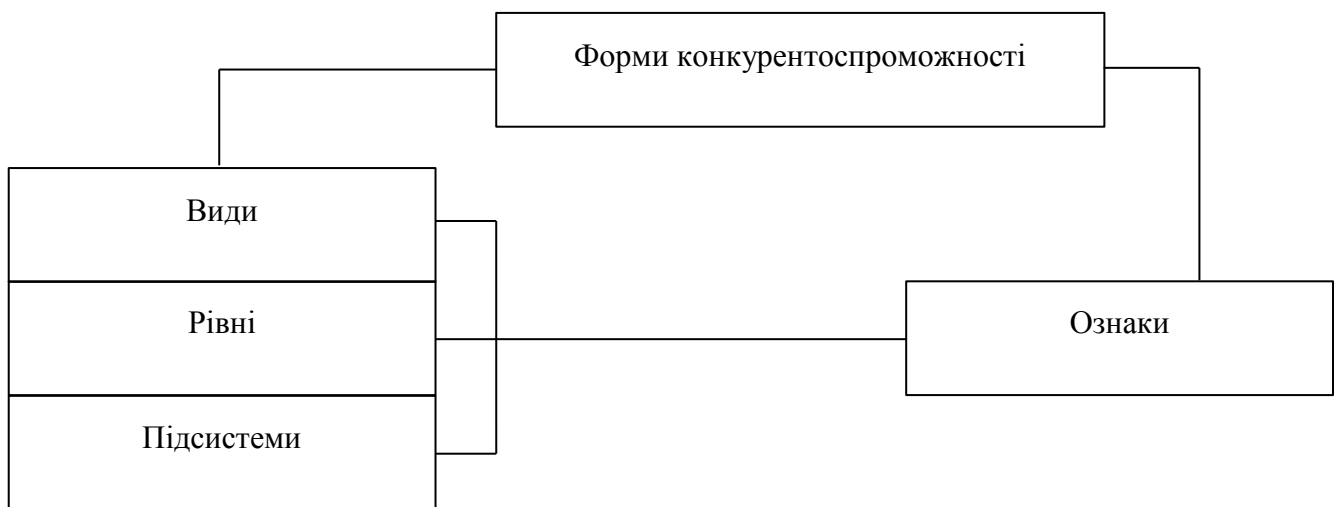 Форми конкурентоспроможності
Види
Рівні
Ознаки
Підсистеми